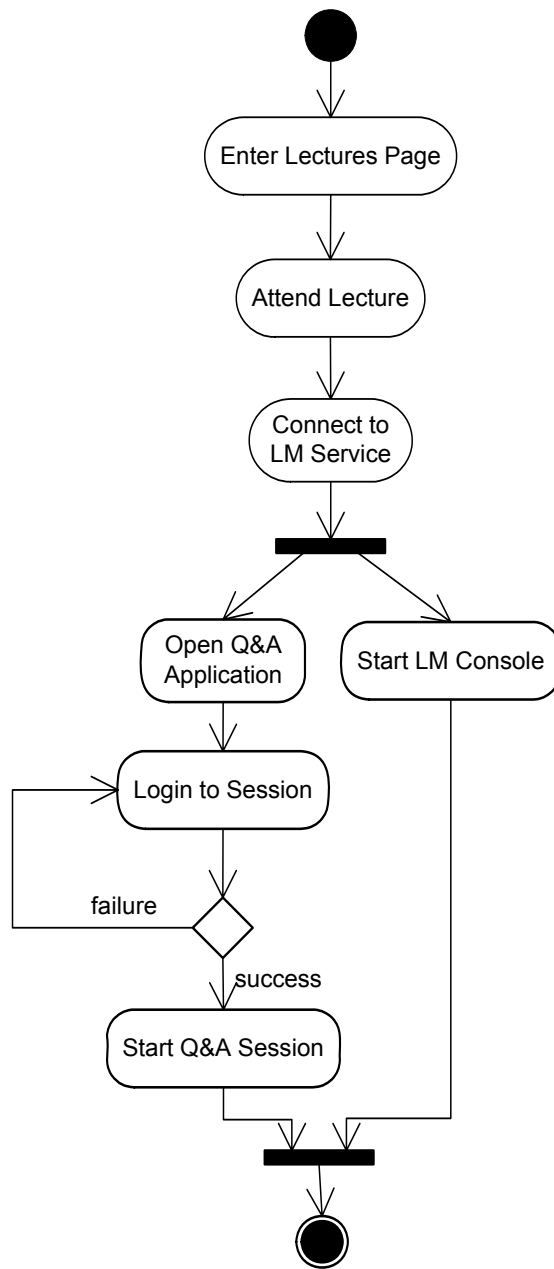 Enter Lectures Page
Attend Lecture
Connect to
LM Service
Open Q&A
Application
Start LM Console
Login to Session
failure
success
Start Q&A Session